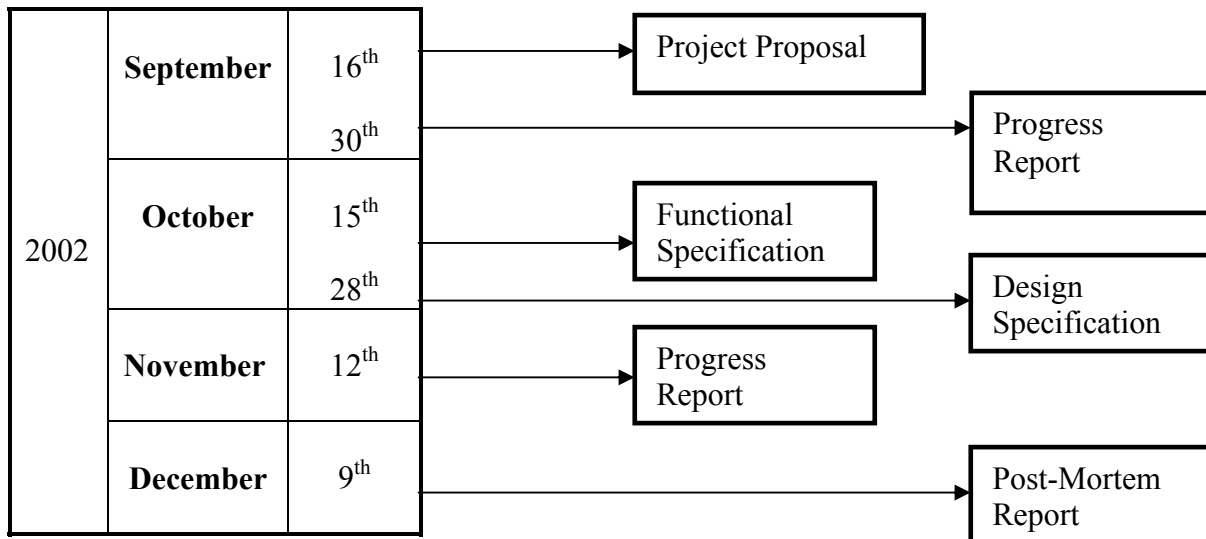 2002
September
16th
Project Proposal
30th
Progress
Report
October
15th
Functional
Specification
28th
Design
Specification
November
12th
Progress
Report
December
9th
Post-Mortem
Report